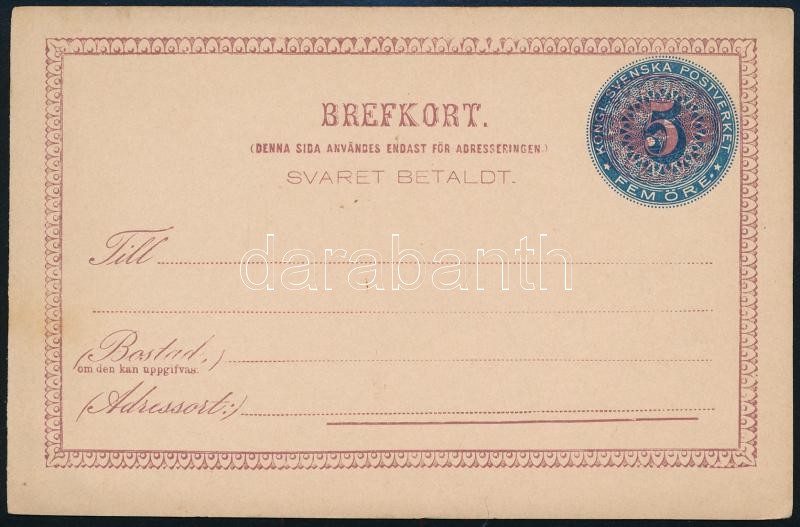 KONGL. SVENSKA POSTVERKET
5
* FEM ÖRE. *
BREFKORT.
(DENNA SIDA ANVÄNDES ENDAST FÖR ADRESSERINGEN.)
SVARET BETALDT.
Till
darabanth
(Bostad,)
om den kan uppgifvas.
(Adressort:)